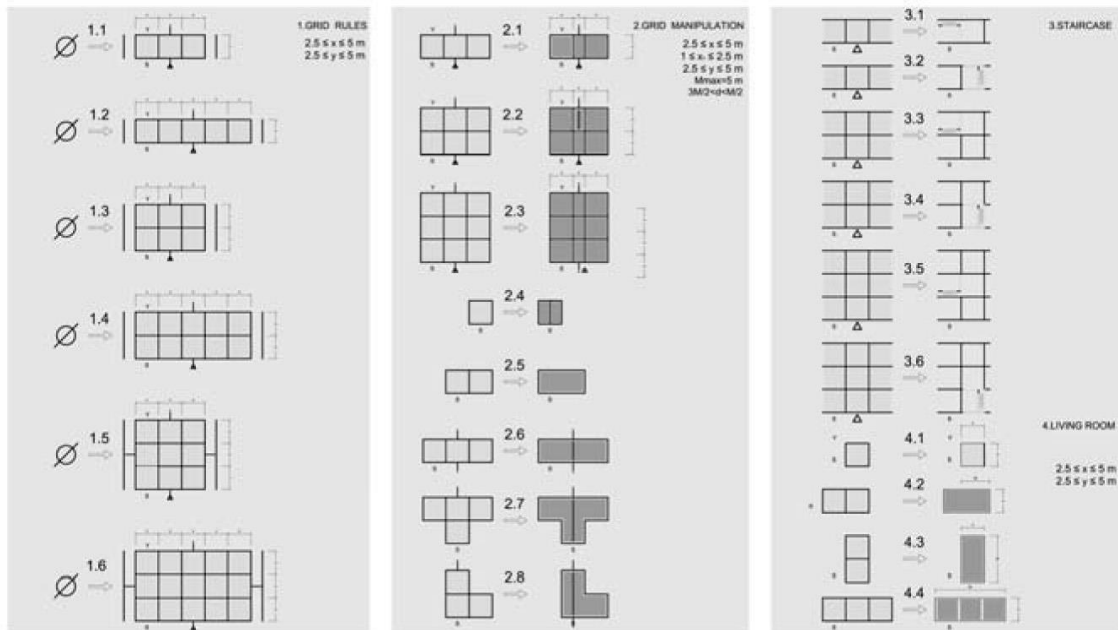 1.GRID RULES
2.5 ≤ x ≤ 5 m
2.5 ≤ y ≤ 5 m
1.1
1.2
1.3
1.4
1.5
1.6
2.GRID MANIPULATION
2.5 ≤ x ≤ 5 m
2.5 ≤ y ≤ 5 m
Mmax=5 m
3M/2<d<M/2
2.1
2.2
2.3
2.4
2.5
2.6
2.7
2.8
3.STAIRCASE
3.1
3.2
3.3
3.4
3.5
3.6
4.LIVING ROOM
2.5 ≤ x ≤ 5 m
2.5 ≤ y ≤ 5 m
4.1
4.2
4.3
4.4